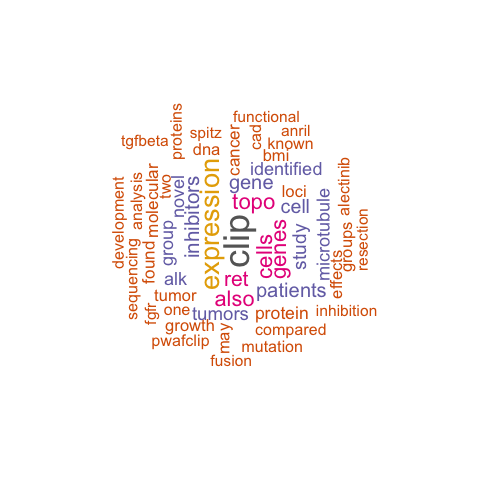 functional
proteins
spitz
cad
anril
tgfbeta
dna
cancer
known
bmi
identified
alectinib
development
analysis
molecular
two
novel
inhibitors
expression
gene
topo
loci
cell
clip
cells
genes
study
microtubule
groups
resection
sequencing
found
group
alk
ret
also
patients
effects
fgfr
tumor
one
tumors
protein
inhibition
growth
may
compared
pwafclip
mutation
fusion